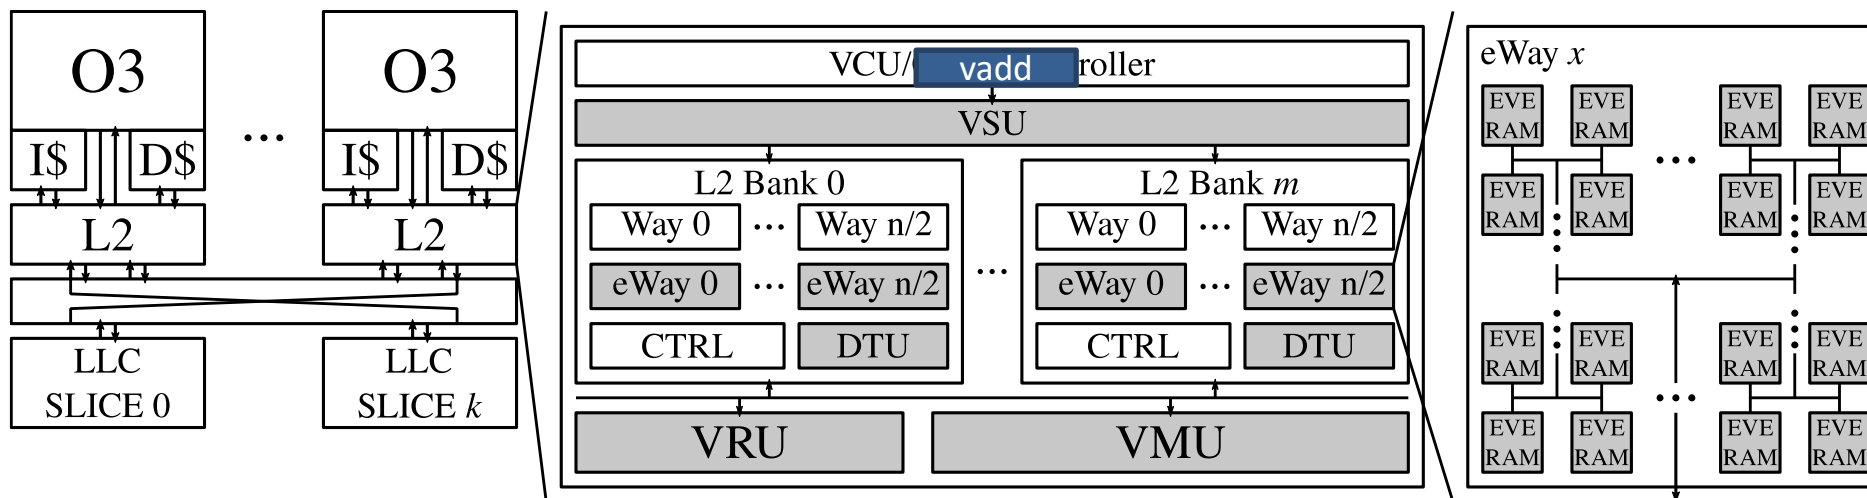 O3
...
O3
I$
D$
I$
D$
L2
L2
LLC
SLICE 0
LLC
SLICE k
VCU/
vadd
roller
VSU
L2 Bank 0
Way 0 ... Way n/2
eWay 0 ... eWay n/2
CTRL
DTU
...
L2 Bank m
Way 0 ... Way n/2
eWay 0 ... eWay n/2
CTRL
DTU
VRU
VMU
eWay x
EVE EVE EVE EVE
RAM RAM ... RAM RAM
EVE EVE EVE EVE
RAM RAM RAM RAM
EVE EVE EVE EVE
RAM RAM ... RAM RAM
EVE EVE EVE EVE
RAM RAM RAM RAM